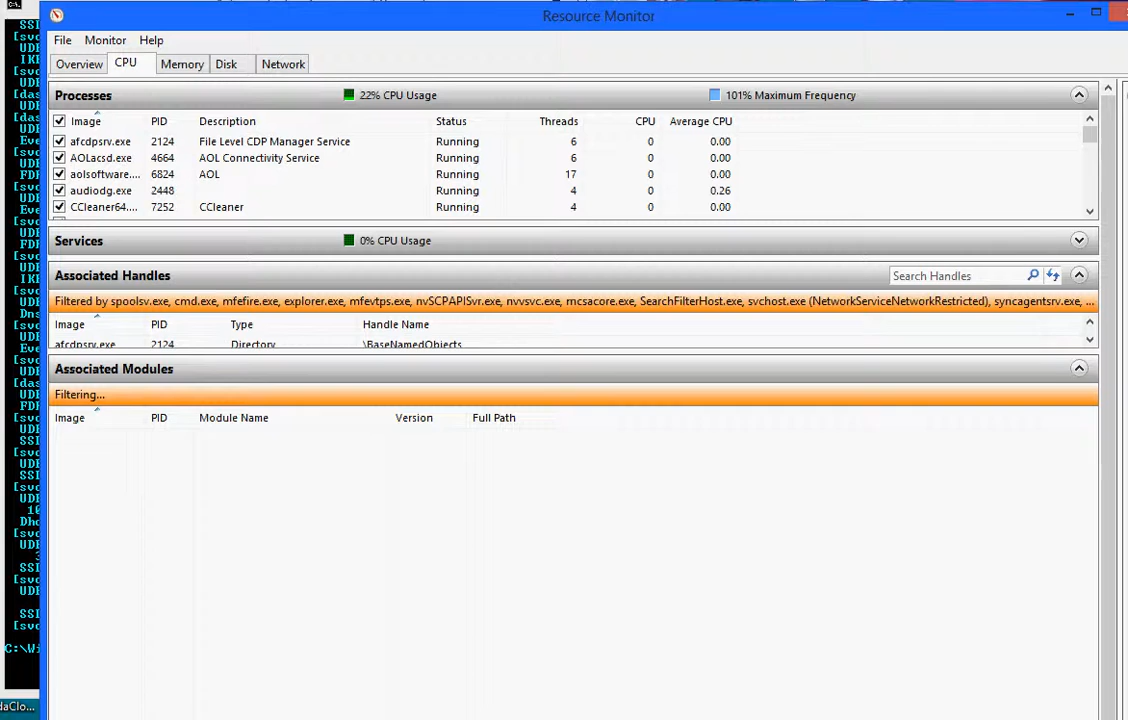 Resource Monitor
File Monitor Help
Overview CPU Memory Disk Network
Processes 22% CPU Usage 101% Maximum Frequency
Image PID Description Status Threads CPU Average CPU
afcdpsrv.exe 2124 File Level CDP Manager Service Running 6 0 0.00
AOLacsd.exe 4664 AOL Connectivity Service Running 6 0 0.00
aolsoftware.... 6824 AOL Running 17 0 0.00
audiodg.exe 2448 Running 4 0 0.26
CCleaner64.... 7252 CCleaner Running 4 0 0.00
Services 0% CPU Usage
Associated Handles Search Handles
Filtered by spoolsv.exe, cmd.exe, mfefire.exe, explorer.exe, mfevtps.exe, nvSCPAPISvr.exe, nvvsvc.exe, mcsacore.exe, SearchFilterHost.exe, svchost.exe (NetworkServiceNetworkRestricted), syncagentsrv.exe, ...
Image PID Type Handle Name
afcdpsrv.exe 2124 Directory \BaseNamedObjects
Associated Modules
Filtering...
Image PID Module Name Version Full Path
C:\Wi
daClo...